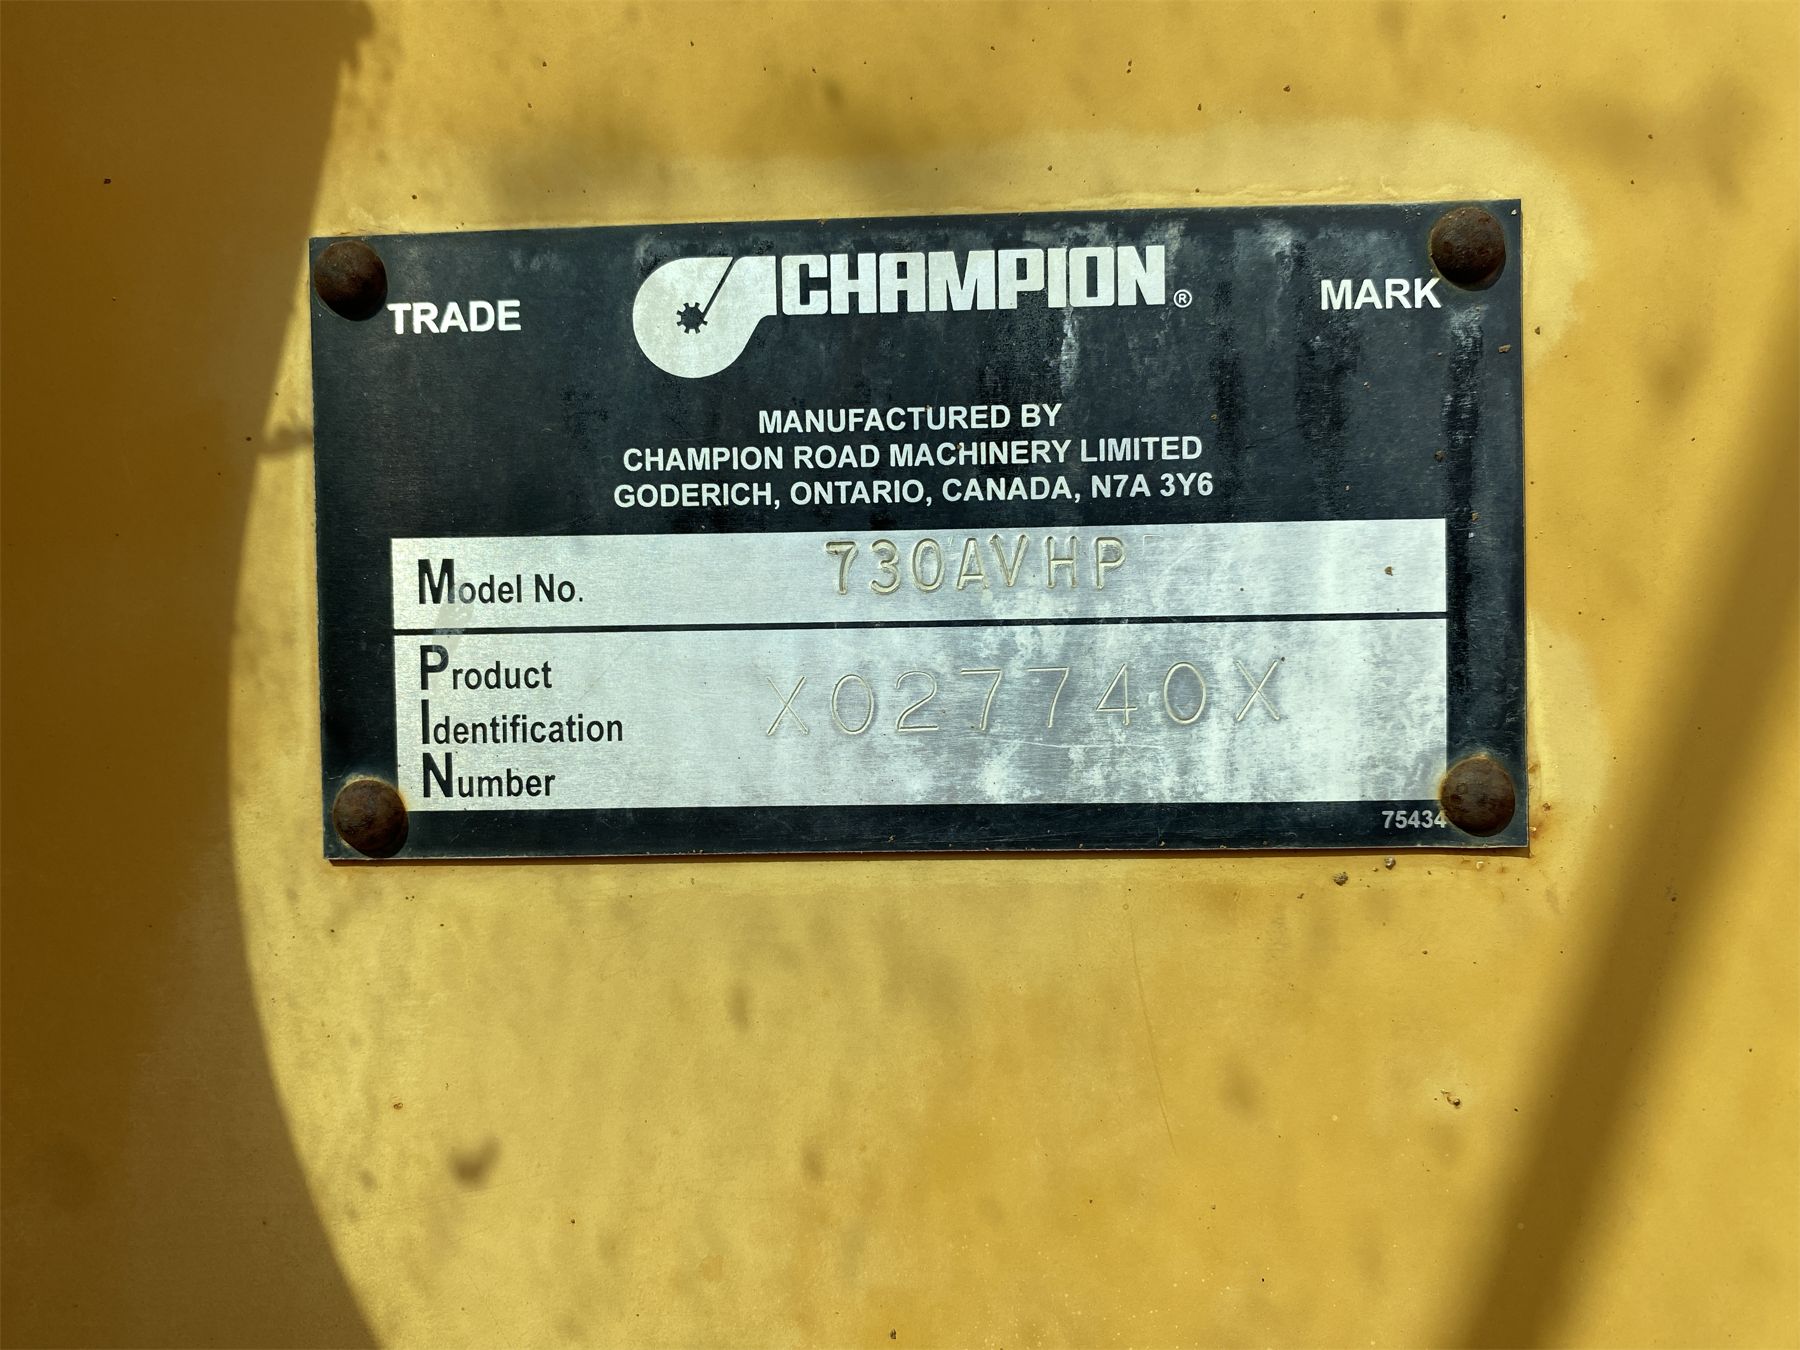 TRADE CHAMPION® MARK
MANUFACTURED BY
CHAMPION ROAD MACHINERY LIMITED
GODERICH, ONTARIO, CANADA, N7A 3Y6
Model No. 730AVHP
Product
Identification X027740X
Number
75434